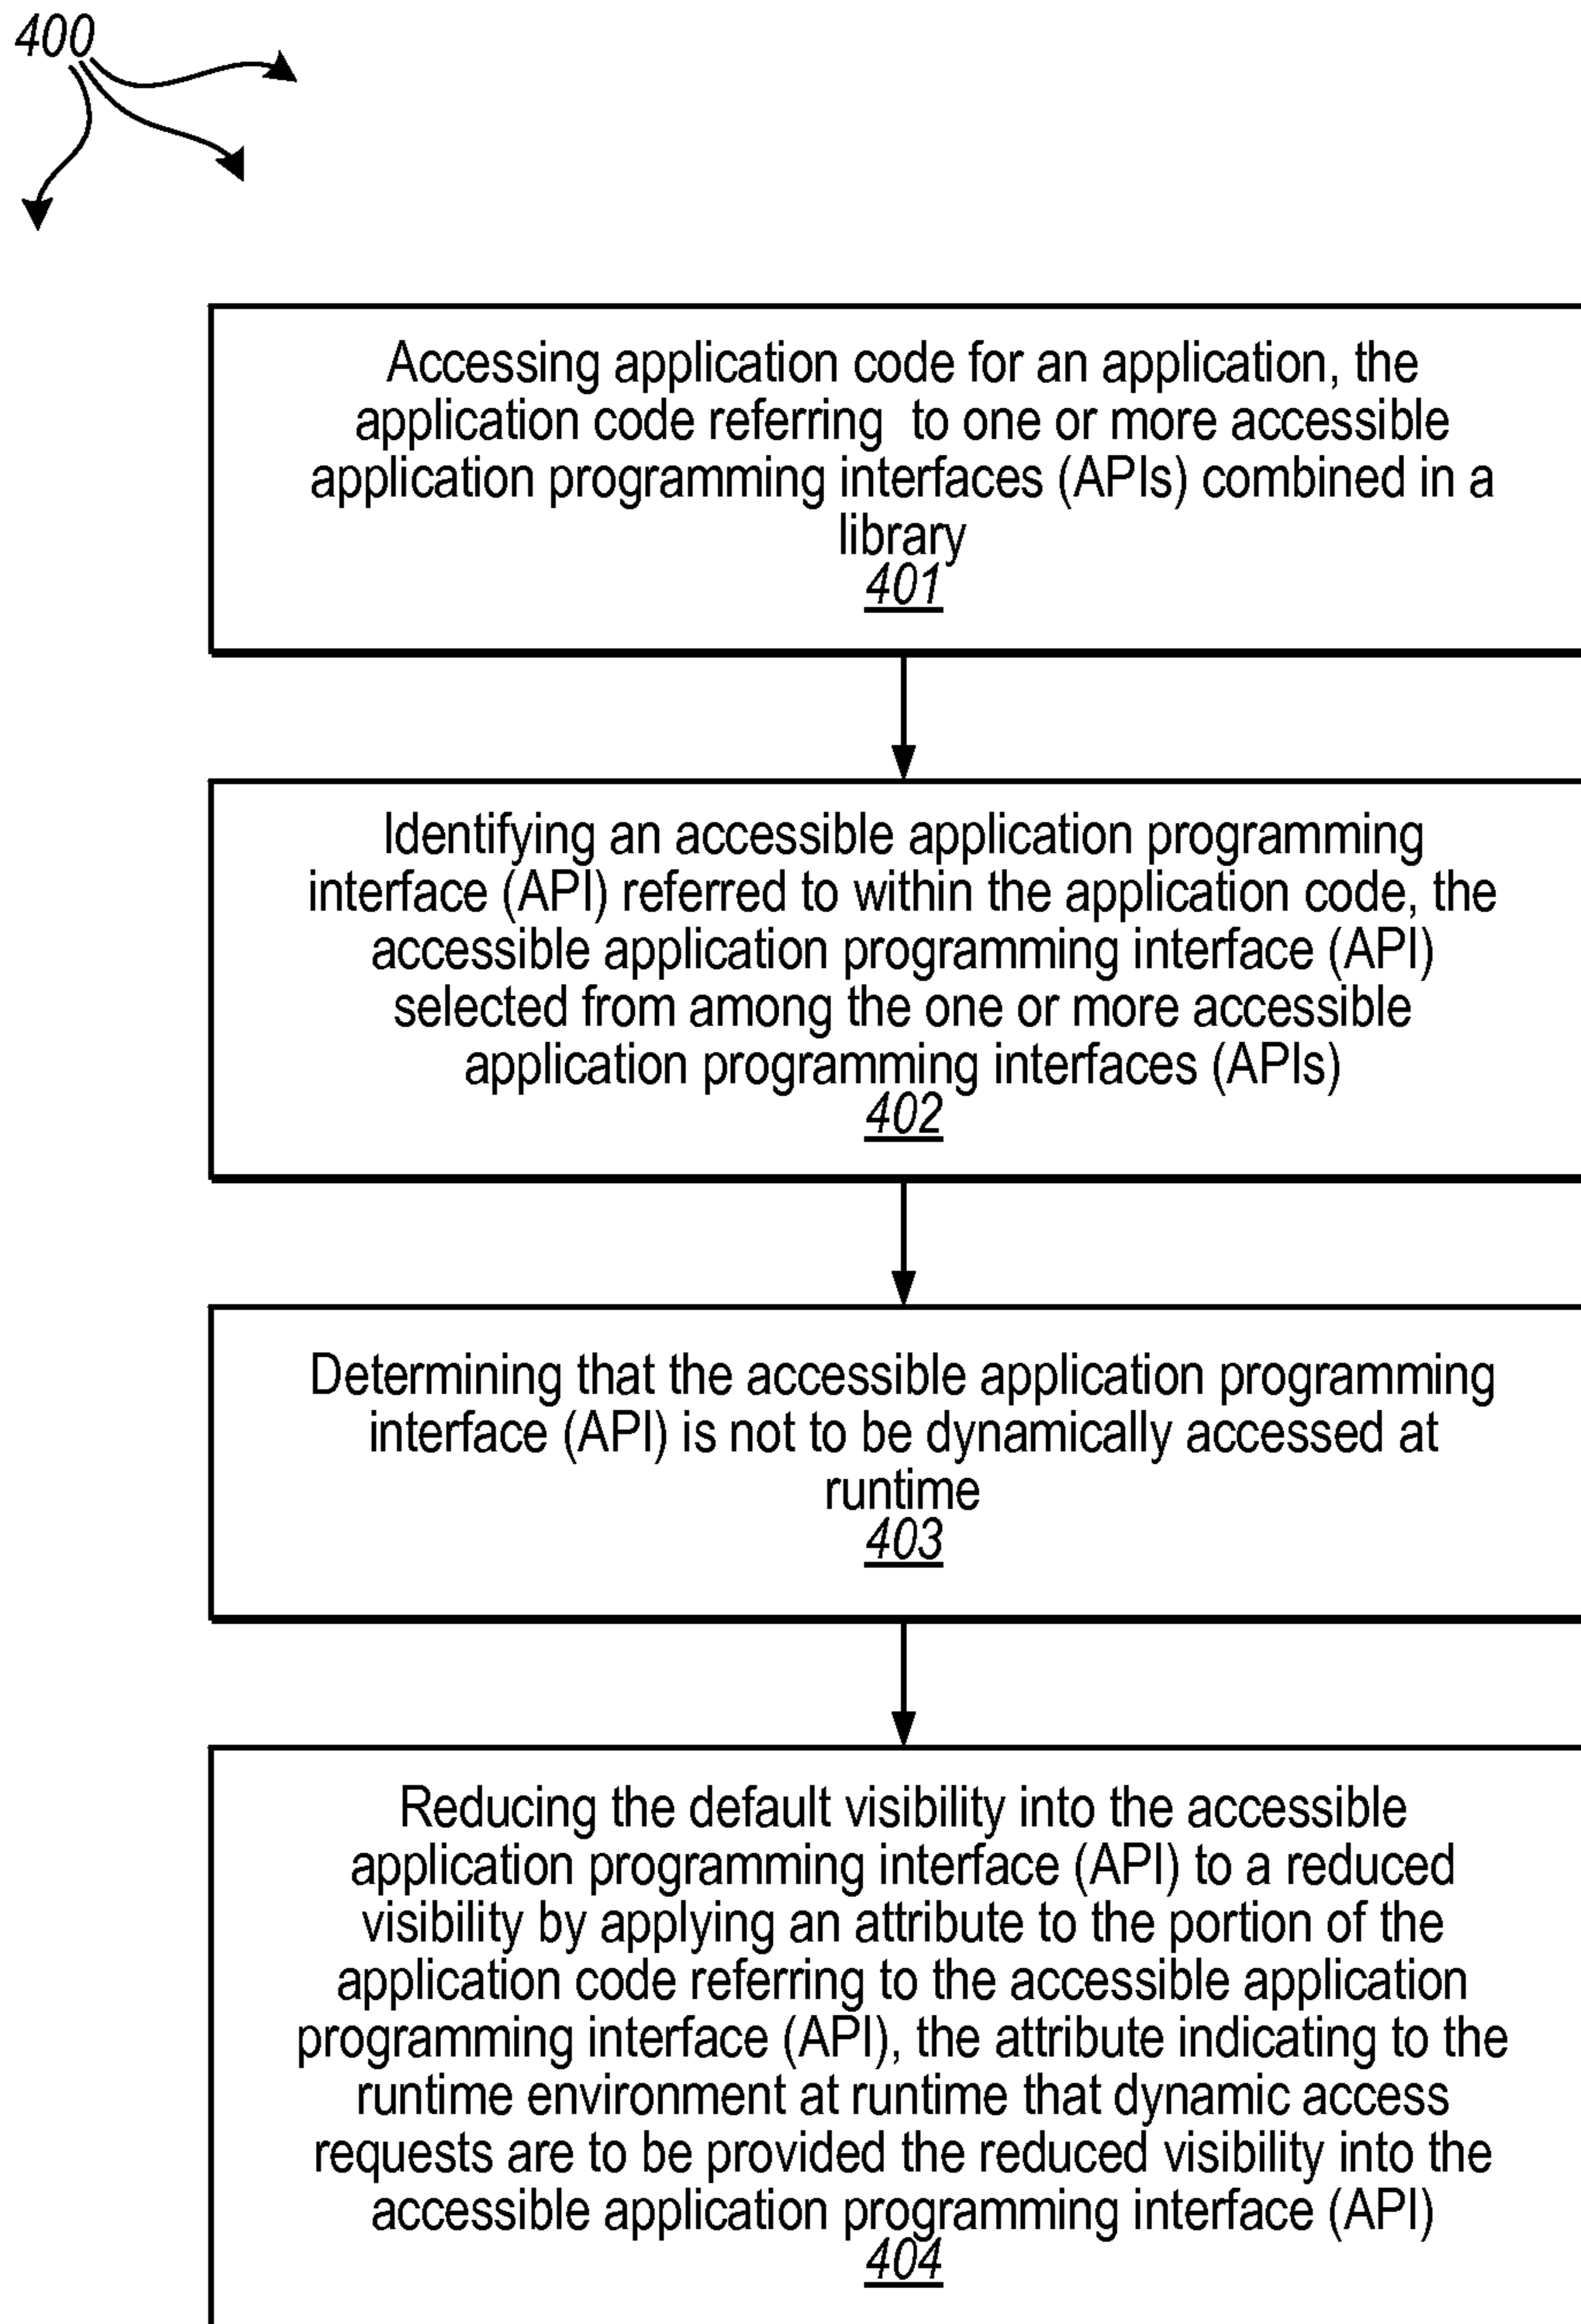 400
Accessing application code for an application, the
application code referring to one or more accessible
application programming interfaces (APIs) combined in a
library
401
Identifying an accessible application programming
interface (API) referred to within the application code, the
accessible application programming interface (API)
selected from among the one or more accessible
application programming interfaces (APIs)
402
Determining that the accessible application programming
interface (API) is not to be dynamically accessed at
runtime
403
Reducing the default visibility into the accessible
application programming interface (API) to a reduced
visibility by applying an attribute to the portion of the
application code referring to the accessible application
programming interface (API), the attribute indicating to the
runtime environment at runtime that dynamic access
requests are to be provided the reduced visibility into the
accessible application programming interface (API)
404